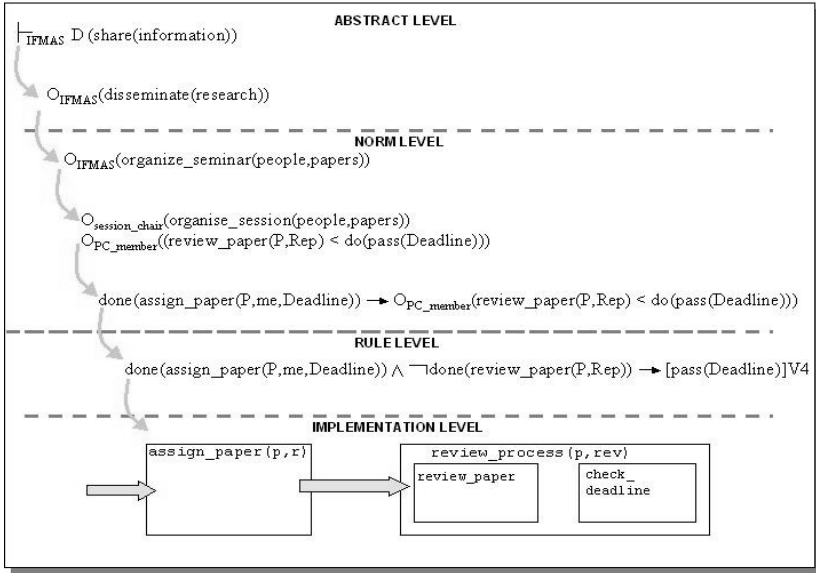 ABSTRACT LEVEL
⊢IFMAS D (share(information))
OIFMAS(disseminate(research))
NORM LEVEL
OIFMAS(organize_seminar(people,papers))
Osession_chair(organise_session(people,papers))
OPC_member((review_paper(P,Rep) < do(pass(Deadline)))
done(assign_paper(P,me,Deadline)) → OPC_member(review_paper(P,Rep) < do(pass(Deadline)))
RULE LEVEL
done(assign_paper(P,me,Deadline)) ∧ ¬done(review_paper(P,Rep)) → [pass(Deadline)]V4
IMPLEMENTATION LEVEL
assign_paper(p,r)
review_process(p,rev)
review_paper
check_
deadline